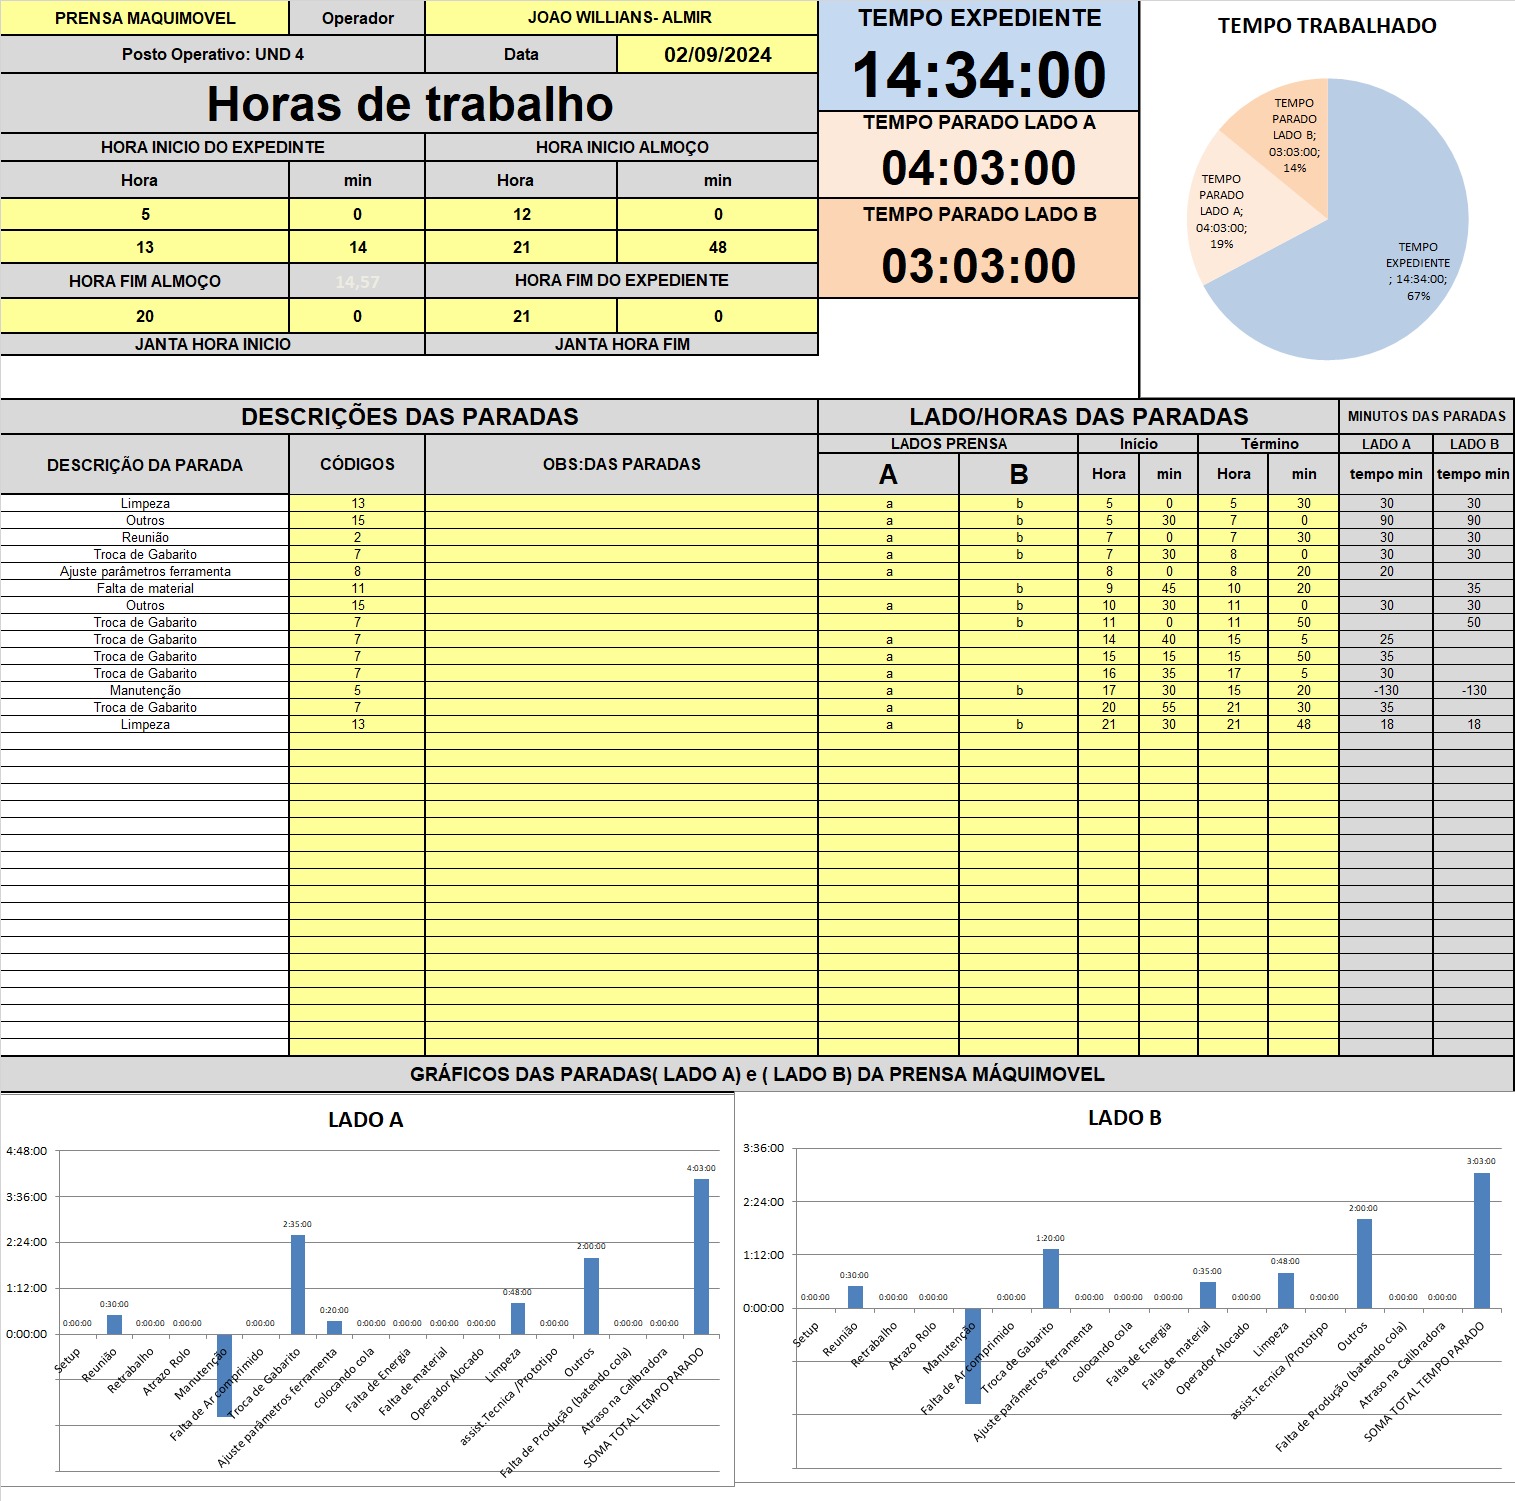 PRENSA MAQUIMOVEL Operador JOAO WILLIANS- ALMIR
Posto Operativo: UND 4 Data 02/09/2024
Horas de trabalho
HORA INICIO DO EXPEDINTE HORA INICIO ALMOÇO
Hora min Hora min
5 0 12 0
13 14 21 48
HORA FIM ALMOÇO 14,57 HORA FIM DO EXPEDIENTE
20 0 21 0
JANTA HORA INICIO JANTA HORA FIM
TEMPO EXPEDIENTE
14:34:00
TEMPO PARADO LADO A
04:03:00
TEMPO PARADO LADO B
03:03:00
TEMPO TRABALHADO
TEMPO
PARADO
LADO B;
03:03:00;
14%
TEMPO
PARADO
LADO A;
04:03:00;
19%
TEMPO
EXPEDIENTE
; 14:34:00;
67%
DESCRIÇÕES DAS PARADAS LADO/HORAS DAS PARADAS MINUTOS DAS PARADAS
DESCRIÇÃO DA PARADA CÓDIGOS OBS:DAS PARADAS LADOS PRENSA Início Término LADO A LADO B
A B Hora min Hora min tempo min tempo min
Limpeza 13 a b 5 0 5 30 30 30
Outros 15 a b 5 30 7 0 90 90
Reunião 2 a b 7 0 7 30 30 30
Troca de Gabarito 7 a b 7 30 8 0 30 30
Ajuste parâmetros ferramenta 8 a 8 0 8 20 20
Falta de material 11 b 9 45 10 20 35
Outros 15 a b 10 30 11 0 30 30
Troca de Gabarito 7 b 11 0 11 50 50
Troca de Gabarito 7 a 14 40 15 5 25
Troca de Gabarito 7 a 15 15 15 50 35
Troca de Gabarito 7 a 16 35 17 5 30
Manutenção 5 a b 17 30 15 20 -130 -130
Troca de Gabarito 7 a 20 55 21 30 35
Limpeza 13 a b 21 30 21 48 18 18
GRÁFICOS DAS PARADAS( LADO A) e ( LADO B) DA PRENSA MÁQUIMOVEL
LADO A
4:48:00
3:36:00
2:24:00
1:12:00
0:00:00
0:00:00 0:30:00 0:00:00 0:00:00 0:00:00 2:35:00 0:20:00 0:00:00 0:00:00 0:00:00 0:00:00 0:48:00 0:00:00 2:00:00 0:00:00 0:00:00 4:03:00
Setup
Reunião
Retrabalho
Atrazo Rolo
Manutenção
Falta de Ar comprimido
Troca de Gabarito
Ajuste parâmetros ferramenta
colocando cola
Falta de Energia
Falta de material
Operador Alocado
Limpeza
assist.Tecnica /Prototipo
Outros
Falta de Produção (batendo cola)
Atraso na Calibradora
SOMA TOTAL TEMPO PARADO
LADO B
3:36:00
2:24:00
1:12:00
0:00:00
0:00:00 0:30:00 0:00:00 0:00:00 0:00:00 1:20:00 0:00:00 0:00:00 0:00:00 0:35:00 0:00:00 0:48:00 0:00:00 2:00:00 0:00:00 0:00:00 3:03:00
Setup
Reunião
Retrabalho
Atrazo Rolo
Manutenção
Falta de Ar comprimido
Troca de Gabarito
Ajuste parâmetros ferramenta
colocando cola
Falta de Energia
Falta de material
Operador Alocado
Limpeza
assist.Tecnica /Prototipo
Outros
Falta de Produção (batendo cola)
Atraso na Calibradora
SOMA TOTAL TEMPO PARADO